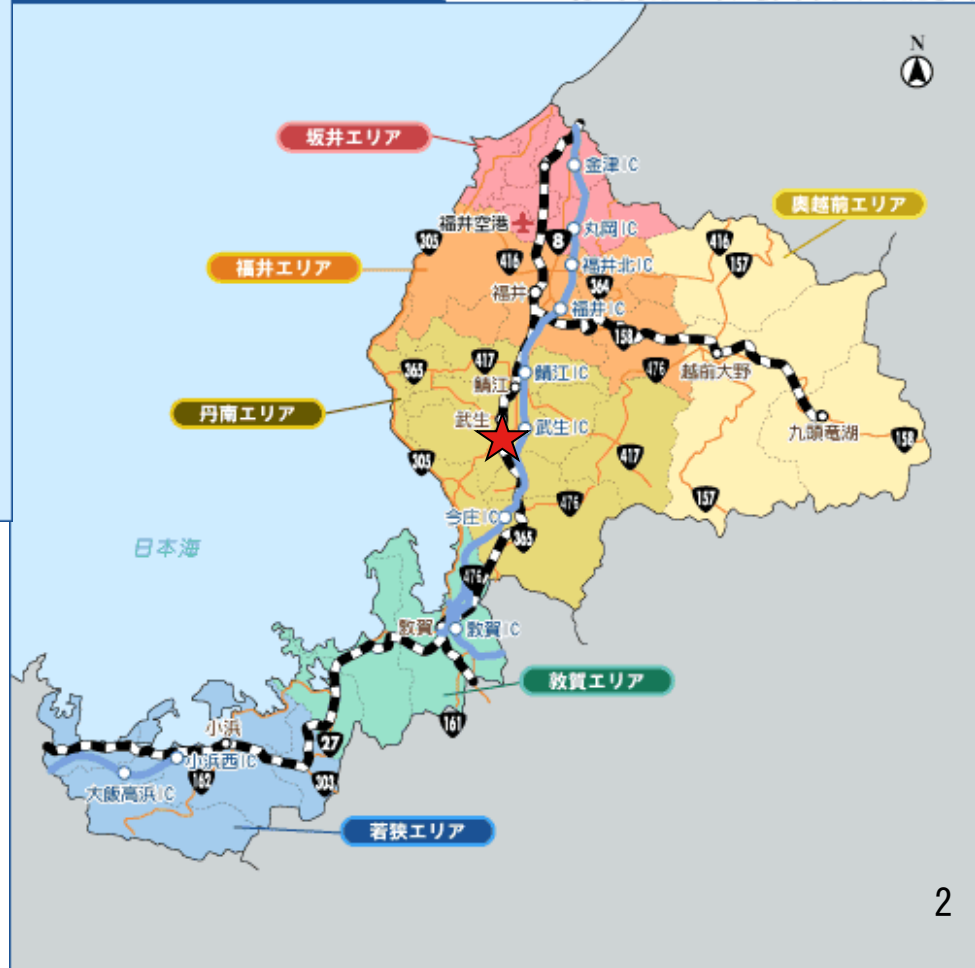 N
坂井エリア
金津IC
奥越前エリア
福井空港
丸岡IC
305
8
416
416
157
福井エリア
福井北IC
364
福井
福井IC
158
417
365
鯖江IC
476
越前大野
鯖江
丹南エリア
武生
武生IC
九頭竜湖
158
305
417
157
476
今庄IC
365
日本海
476
敦賀
敦賀IC
敦賀エリア
161
小浜
27
小浜西IC
162
303
大飯高浜IC
若狭エリア
2